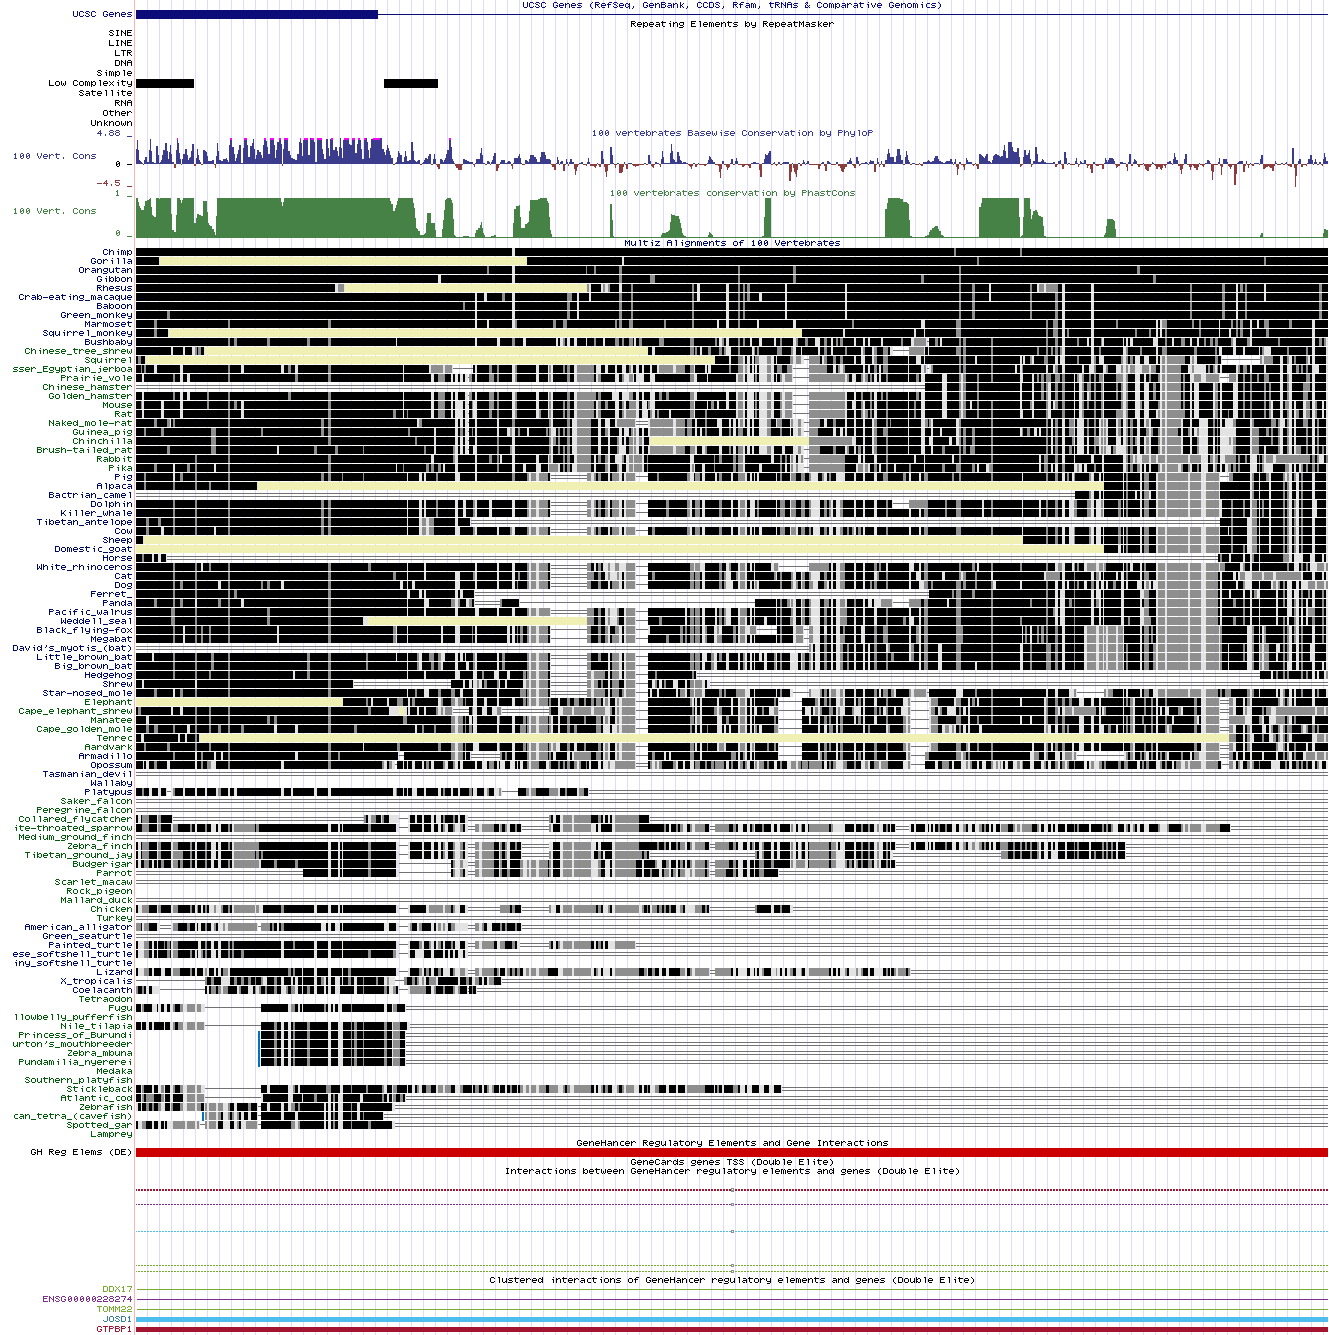 UCSC Genes (RefSeq, GenBank, CCDS, Rfam, tRNAs & Comparative Genomics)
UCSC Genes
Repeating Elements by RepeatMasker
SINE
LINE
LTR
DNA
Simple
Low Complexity
Satellite
RNA
Other
Unknown
4.88 _
100 vertebrates Basewise Conservation by PhyloP
100 Vert. Cons
0 _
-4.5 _
1 _
100 vertebrates conservation by PhastCons
100 Vert. Cons
0 _
Multiz Alignments of 100 Vertebrates
Chimp
Gorilla
Orangutan
Gibbon
Rhesus
Crab-eating_macaque
Baboon
Green_monkey
Marmoset
Squirrel_monkey
Bushbaby
Chinese_tree_shrew
Squirrel
sser_Egyptian_jerboa
Prairie_vole
Chinese_hamster
Golden_hamster
Mouse
Rat
Naked_mole-rat
Guinea_pig
Chinchilla
Brush-tailed_rat
Rabbit
Pika
Pig
Alpaca
Bactrian_camel
Dolphin
Killer_whale
Tibetan_antelope
Cow
Sheep
Domestic_goat
Horse
White_rhinoceros
Cat
Dog
Ferret_
Panda
Pacific_walrus
Weddell_seal
Black_flying-fox
Megabat
David's_myotis_(bat)
Little_brown_bat
Big_brown_bat
Hedgehog
Shrew
Star-nosed_mole
Elephant
Cape_elephant_shrew
Manatee
Cape_golden_mole
Tenrec
Aardvark
Armadillo
Opossum
Tasmanian_devil
Wallaby
Platypus
Saker_falcon
Peregrine_falcon
Collared_flycatcher
ite-throated_sparrow
Medium_ground_finch
Zebra_finch
Tibetan_ground_jay
Budgerigar
Parrot
Scarlet_macaw
Rock_pigeon
Mallard_duck
Chicken
Turkey
American_alligator
Green_seaturtle
Painted_turtle
ese_softshell_turtle
iny_softshell_turtle
Lizard
X_tropicalis
Coelacanth
Tetraodon
Fugu
llowbelly_pufferfish
Nile_tilapia
Princess_of_Burundi
urton's_mouthbreeder
Zebra_mbuna
Pundamilia_nyererei
Medaka
Southern_platyfish
Stickleback
Atlantic_cod
Zebrafish
can_tetra_(cavefish)
Spotted_gar
Lamprey
GeneHancer Regulatory Elements and Gene Interactions
GH Reg Elems (DE)
GeneCards genes TSS (Double Elite)
Interactions between GeneHancer regulatory elements and genes (Double Elite)
Clustered interactions of GeneHancer regulatory elements and genes (Double Elite)
DDX17
ENSG00000228274
TOMM22
JOSD1
GTPBP1